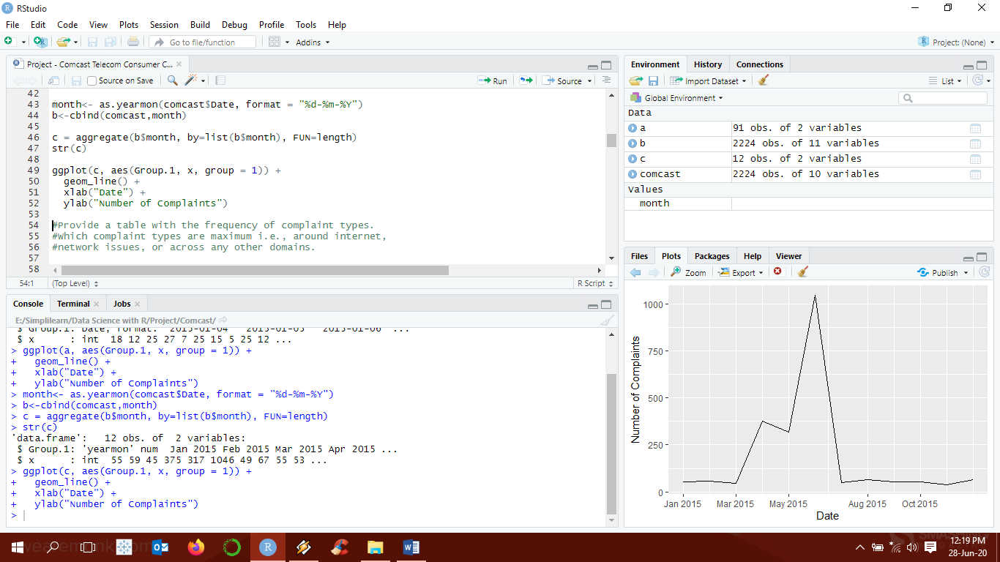 RStudio
File Edit Code View Plots Session Build Debug Profile Tools Help
Go to file/function Addins Project: (None)
Project - Comcast Telecom Consumer C...
Source on Save Run Source
42
43 month<- as.yearmon(comcast$Date, format = "%d-%m-%Y")
44 b<-cbind(comcast,month)
45
46 c = aggregate(b$month, by=list(b$month), FUN=length)
47 str(c)
48
49 ggplot(c, aes(Group.1, x, group = 1)) +
50 geom_line() +
51 xlab("Date") +
52 ylab("Number of Complaints")
53
54 #Provide a table with the frequency of complaint types.
55 #Which complaint types are maximum i.e., around internet,
56 #network issues, or across any other domains.
57
58
54:1 (Top Level) R Script
Console Terminal Jobs
E:/Simplilearn/Data Science with R/Project/Comcast/
$ Group.1: Date, format: "2015-01-04" "2015-01-05" "2015-01-06" ...
$ x : int 18 12 25 27 7 25 15 5 25 12 ...
> ggplot(a, aes(Group.1, x, group = 1)) +
+ geom_line() +
+ xlab("Date") +
+ ylab("Number of Complaints")
> month<- as.yearmon(comcast$Date, format = "%d-%m-%Y")
> b<-cbind(comcast,month)
> c = aggregate(b$month, by=list(b$month), FUN=length)
> str(c)
'data.frame': 12 obs. of 2 variables:
$ Group.1: 'yearmon' num Jan 2015 Feb 2015 Mar 2015 Apr 2015 ...
$ x : int 55 59 45 375 317 1046 49 67 55 53 ...
> ggplot(c, aes(Group.1, x, group = 1)) +
+ geom_line() +
+ xlab("Date") +
+ ylab("Number of Complaints")
>
Environment History Connections
Import Dataset List
Global Environment
Data
a 91 obs. of 2 variables
b 2224 obs. of 11 variables
c 12 obs. of 2 variables
comcast 2224 obs. of 10 variables
Values
month
Files Plots Packages Help Viewer
Zoom Export Publish
Number of Complaints
1000
750
500
250
0
Jan 2015 Mar 2015 May 2015 Aug 2015 Oct 2015
Date
12:19 PM
28-Jun-20